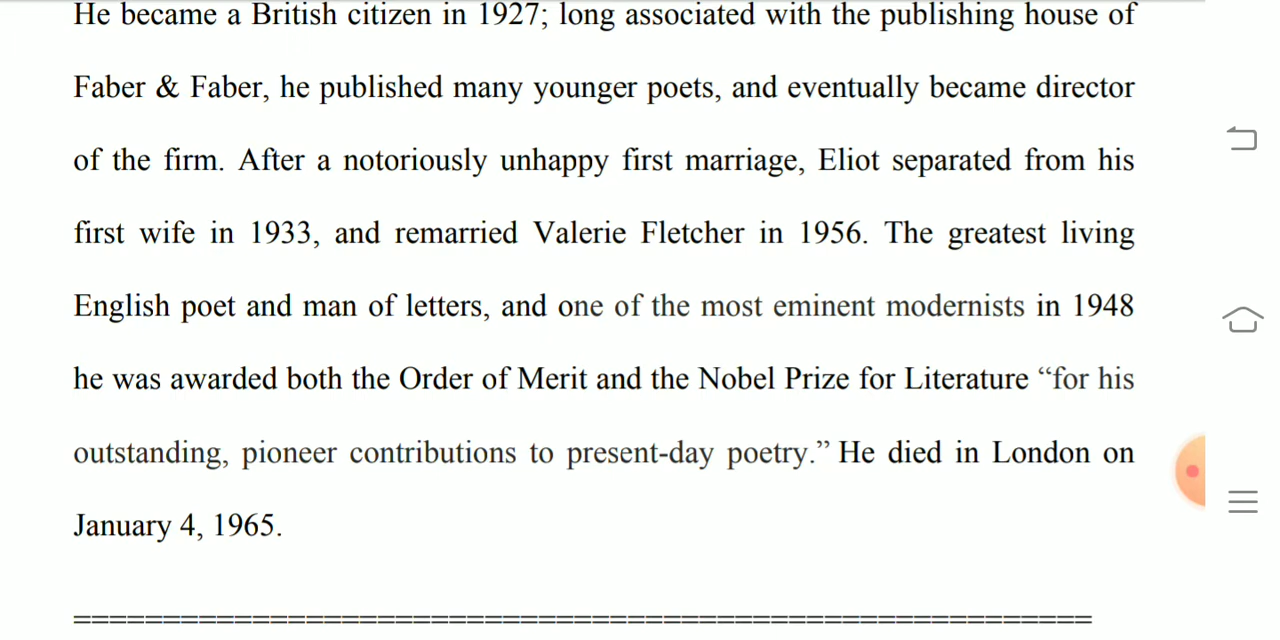 He became a British citizen in 1927; long associated with the publishing house of
Faber & Faber, he published many younger poets, and eventually became director
of the firm. After a notoriously unhappy first marriage, Eliot separated from his
first wife in 1933, and remarried Valerie Fletcher in 1956. The greatest living
English poet and man of letters, and one of the most eminent modernists in 1948
he was awarded both the Order of Merit and the Nobel Prize for Literature “for his
outstanding, pioneer contributions to present-day poetry.” He died in London on
January 4, 1965.
=========================================================